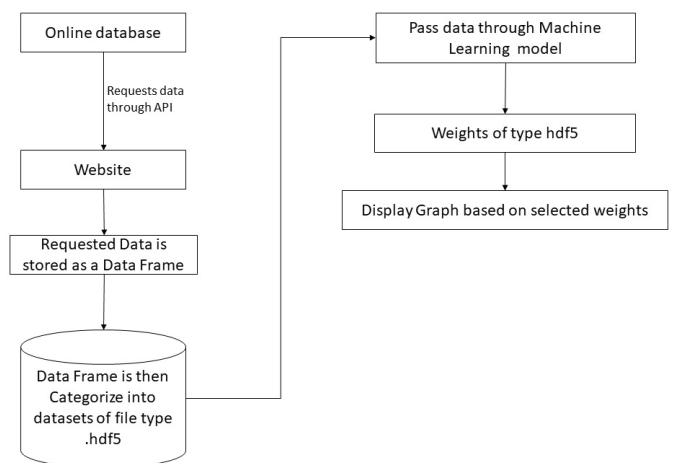 Online database
Requests data
through API
Website
Requested Data is
stored as a Data Frame
Data Frame is then
Categorize into
datasets of file type
.hdf5
Pass data through Machine
Learning model
Weights of type hdf5
Display Graph based on selected weights